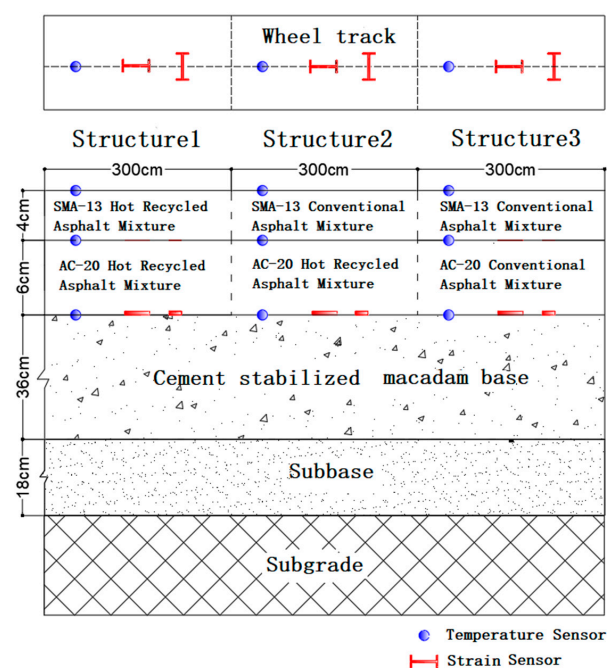 Wheel track
Structure1 Structure2 Structure3
300cm 300cm 300cm
4cm
SMA-13 Hot Recycled Asphalt Mixture
SMA-13 Conventional Asphalt Mixture
SMA-13 Conventional Asphalt Mixture
6cm
AC-20 Hot Recycled Asphalt Mixture
AC-20 Hot Recycled Asphalt Mixture
AC-20 Conventional Asphalt Mixture
36cm
Cement stabilized macadam base
18cm
Subbase
Subgrade
Temperature Sensor
Strain Sensor